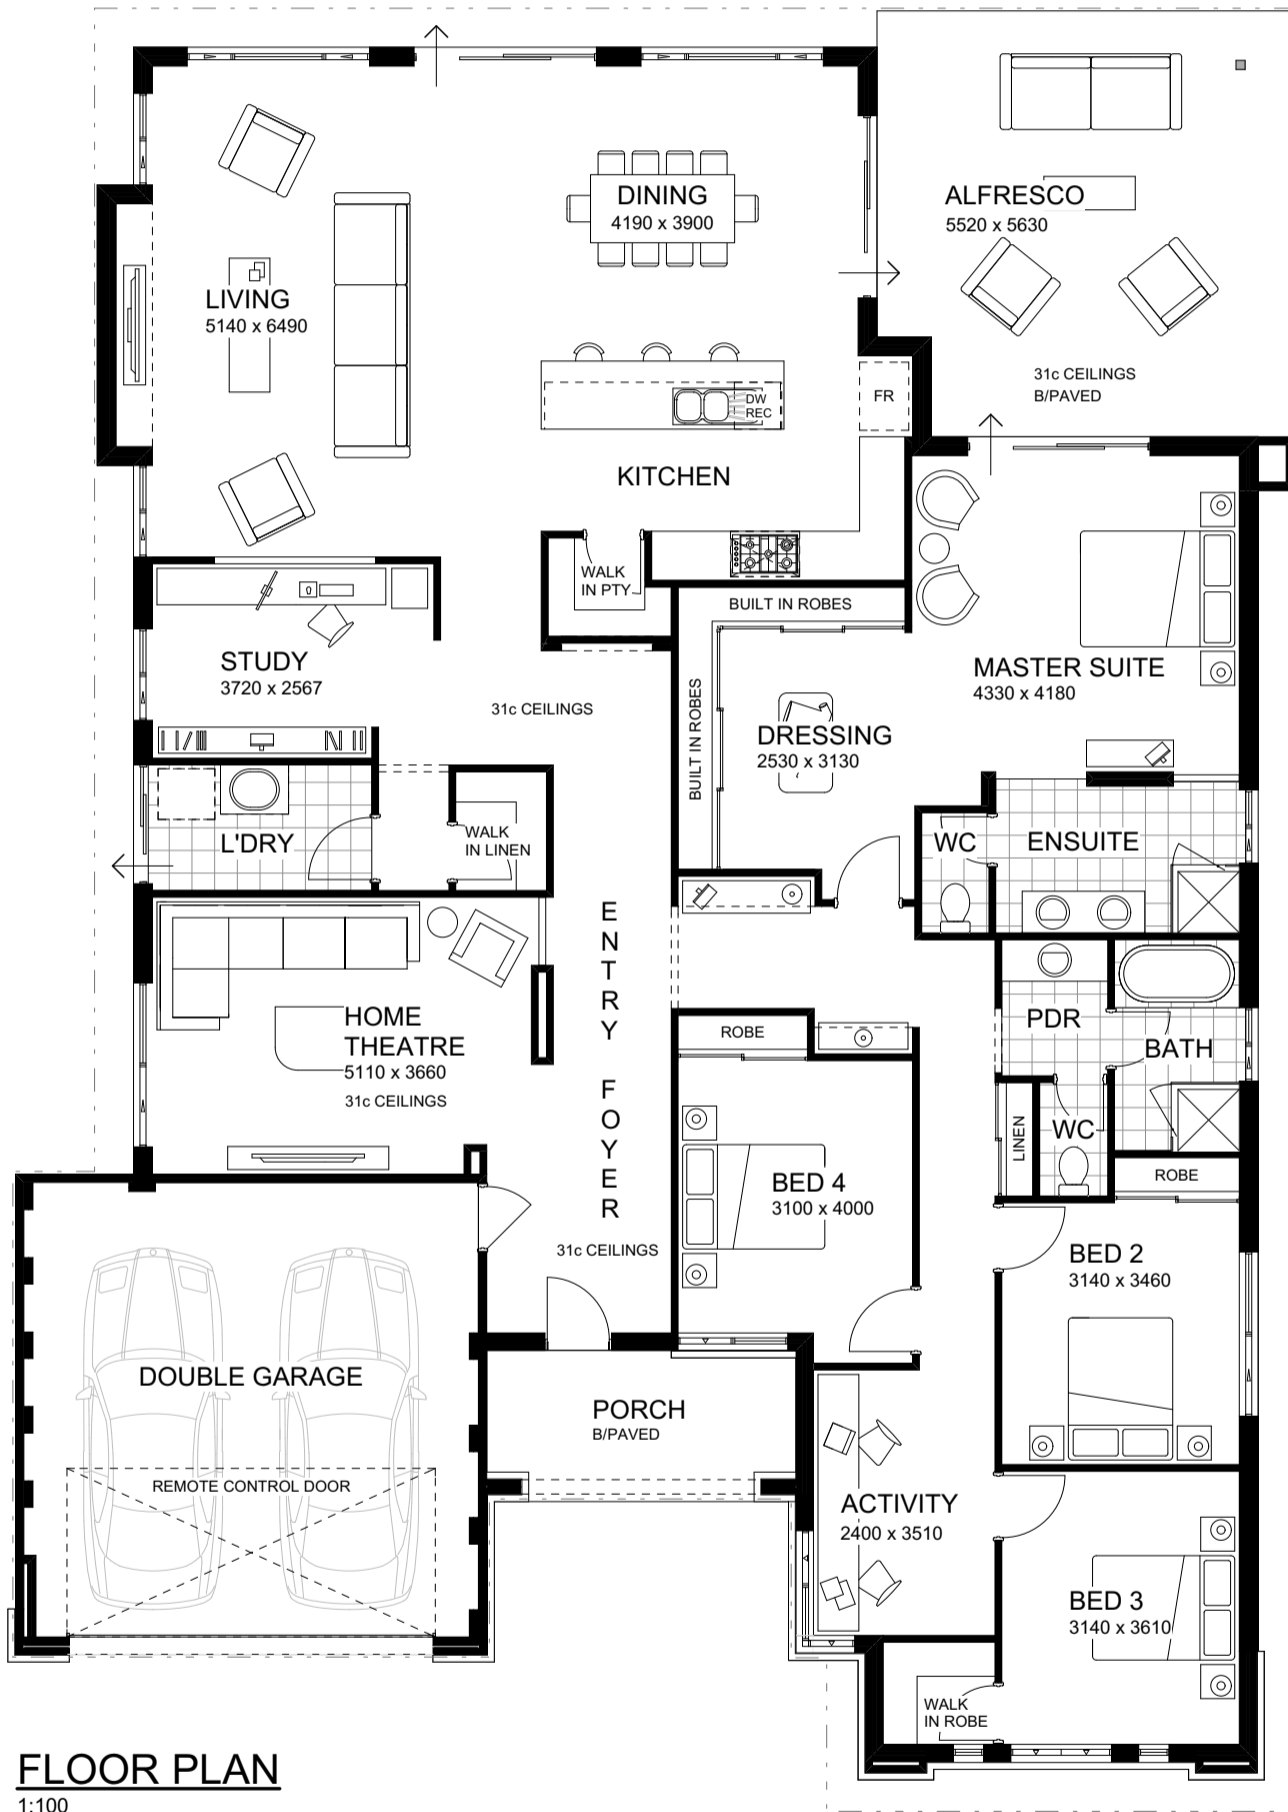 DINING
4190 x 3900
ALFRESCO
5520 x 5630
LIVING
5140 x 6490
31c CEILINGS
B/PAVED
FR
DW
REC
KITCHEN
WALK
IN PTY
BUILT IN ROBES
STUDY
3720 x 2567
MASTER SUITE
4330 x 4180
31c CEILINGS
BUILT IN ROBES
DRESSING
2530 x 3130
L'DRY
WALK
IN LINEN
WC
ENSUITE
ENTRY FOYER
HOME
THEATRE
5110 x 3660
31c CEILINGS
ROBE
PDR
BATH
LINEN
WC
ROBE
BED 4
3100 x 4000
31c CEILINGS
BED 2
3140 x 3460
DOUBLE GARAGE
PORCH
B/PAVED
REMOTE CONTROL DOOR
ACTIVITY
2400 x 3510
BED 3
3140 x 3610
WALK
IN ROBE
FLOOR PLAN
1:100